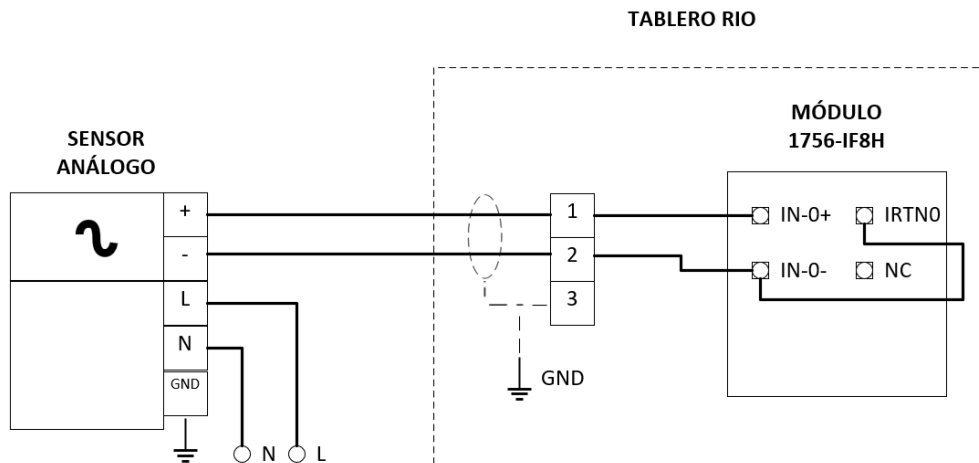 TABLERO RIO
MÓDULO
1756-IF8H
SENSOR
ANÁLOGO
+
-
L
N
GND
1
2
3
IN-0+
IRTN0
IN-0-
NC
GND
N
L